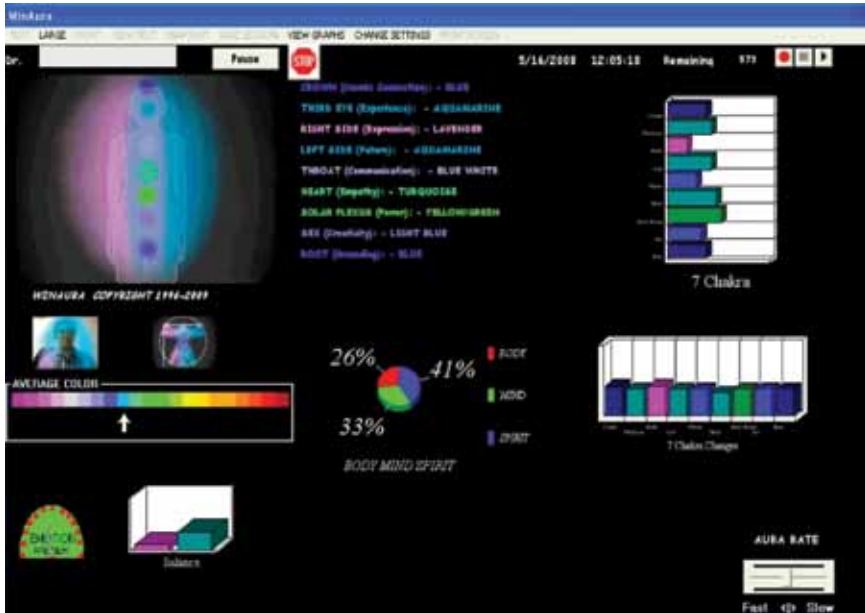 WinAura
LARGE VIEW GRAPHS CHANGE SETTINGS
Pause STOP 5/16/2008 12:05:18 Remaining 573
CROWN (Cosmic Connection): - BLUE
THIRD EYE (Experience): - AQUAMARINE
RIGHT SIDE (Expression): - LAVENDER
LEFT SIDE (Future): - AQUAMARINE
THROAT (Communication): - BLUE WHITE
HEART (Empathy): - TURQUOISE
SOLAR PLEXUS (Power): - YELLOWGREEN
SEX (Creativity): - LIGHT BLUE
ROOT (Grounding): - BLUE
7 Chakra
WINAURA COPYRIGHT 1996-2009
AVERAGE COLOR
26%
41%
33%
BODY
MIND
SPIRIT
BODY MIND SPIRIT
7 Chakra Changes
EMOTION
Balance
AURA RATE
Fast Slow